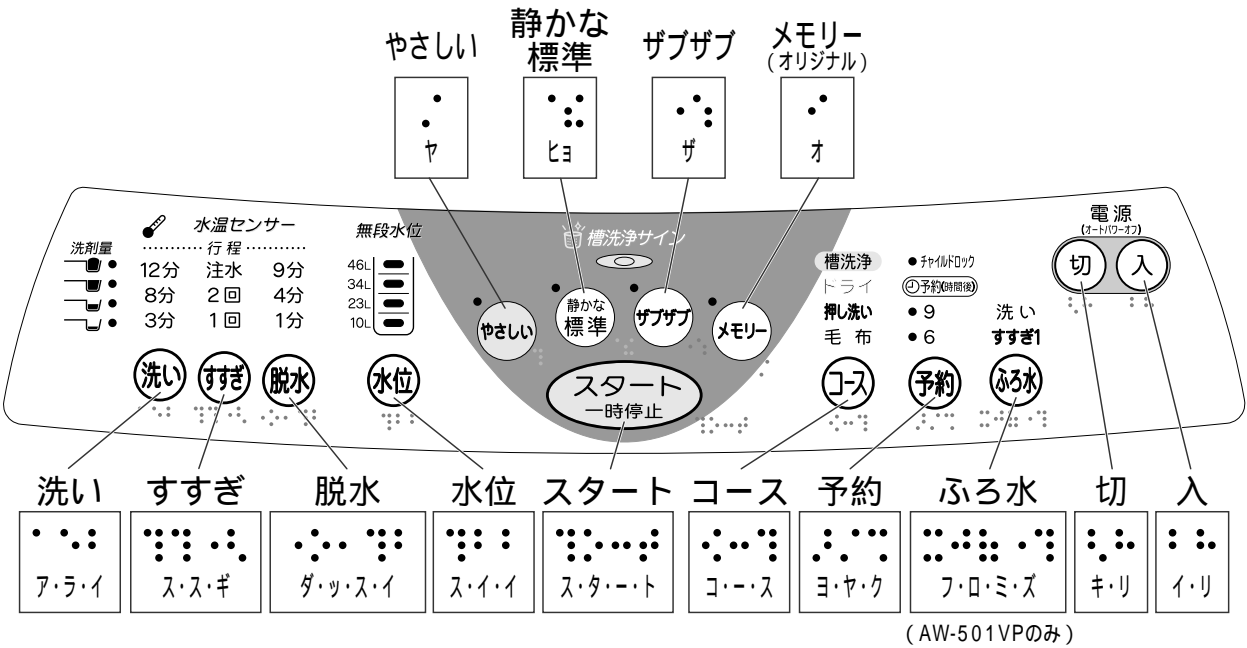 やさしい
静かな
標準
ザブザブ
メモリー
(オリジナル)
ヤ
ヒョ
ザ
オ
水温センサー
行程
洗剤量
12分 注水 9分
8分 2回 4分
3分 1回 1分
無段水位
46L
34L
23L
10L
槽洗浄サイン
やさしい
静かな
標準
ザブザブ
メモリー
槽洗浄
ドライ
押し洗い
毛布
チャイルドロック
予約(時間後)
9
6
洗い
すすぎ1
電源
(オートパワーオフ)
切
入
洗い
すすぎ
脱水
水位
スタート
一時停止
コース
予約
ふろ水
洗い
すすぎ
脱水
水位
スタート
コース
予約
ふろ水
切
入
ア・ラ・イ
ス・ス・ギ
ダ・ッ・ス・イ
ス・イ・イ
ス・タ・ー・ト
コ・ー・ス
ヨ・ヤ・ク
フ・ロ・ミ・ズ
キ・リ
イ・リ
(AW-501VPのみ)